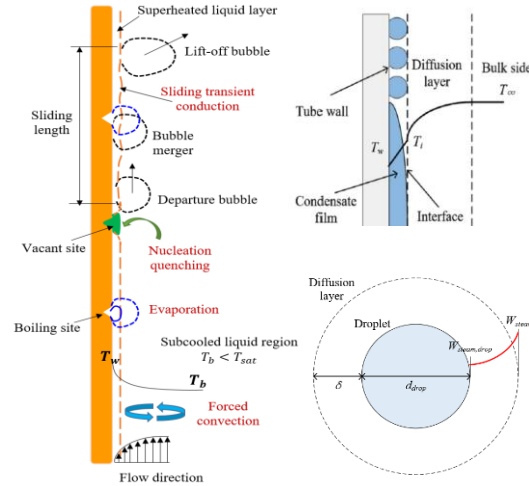 Superheated liquid layer
Lift-off bubble
Sliding transient
conduction
Sliding
length
Bubble
merger
Departure bubble
Vacant site
Nucleation
quenching
Boiling site
Evaporation
Subcooled liquid region
T_b < T_sat
T_w
T_b
Forced
convection
Flow direction
Diffusion
layer
Bulk side
T_∞
Tube wall
T_w
T_i
Condensate
film
Interface
Diffusion
layer
Droplet
W_steam
W_steam,drop
δ
d_drop